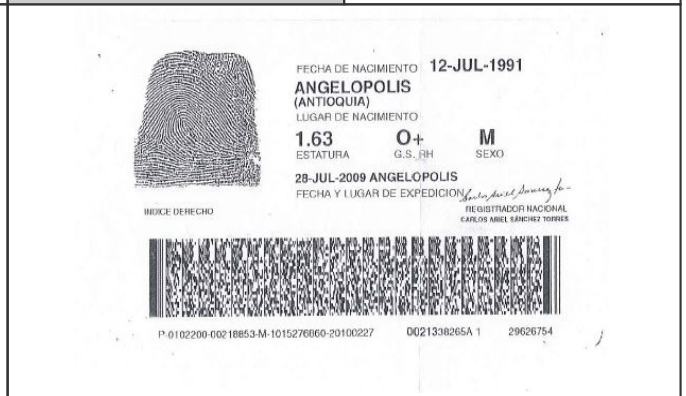 FECHA DE NACIMIENTO 12-JUL-1991
ANGELOPOLIS
(ANTIOQUIA)
LUGAR DE NACIMIENTO
1.63 O+ M
ESTATURA G.S. RH SEXO
28-JUL-2009 ANGELOPOLIS
FECHA Y LUGAR DE EXPEDICION
INDICE DERECHO
REGISTRADOR NACIONAL
CARLOS ARIEL SÁNCHEZ TORRES
P-0102200-00218853-M-1015276860-20100227 0021338265A 1 29626754